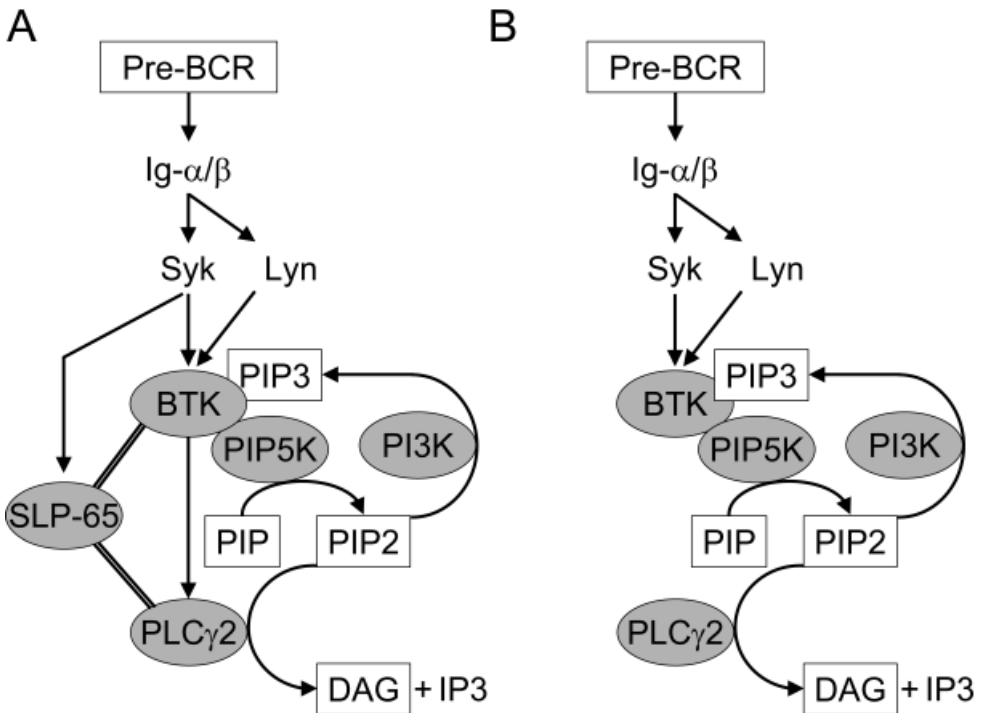 A
Pre-BCR
Ig-α/β
Syk
Lyn
PIP3
BTK
PIP5K
PI3K
SLP-65
PIP
PIP2
PLCγ2
DAG + IP3
B
Pre-BCR
Ig-α/β
Syk
Lyn
PIP3
BTK
PIP5K
PI3K
PIP
PIP2
PLCγ2
DAG + IP3